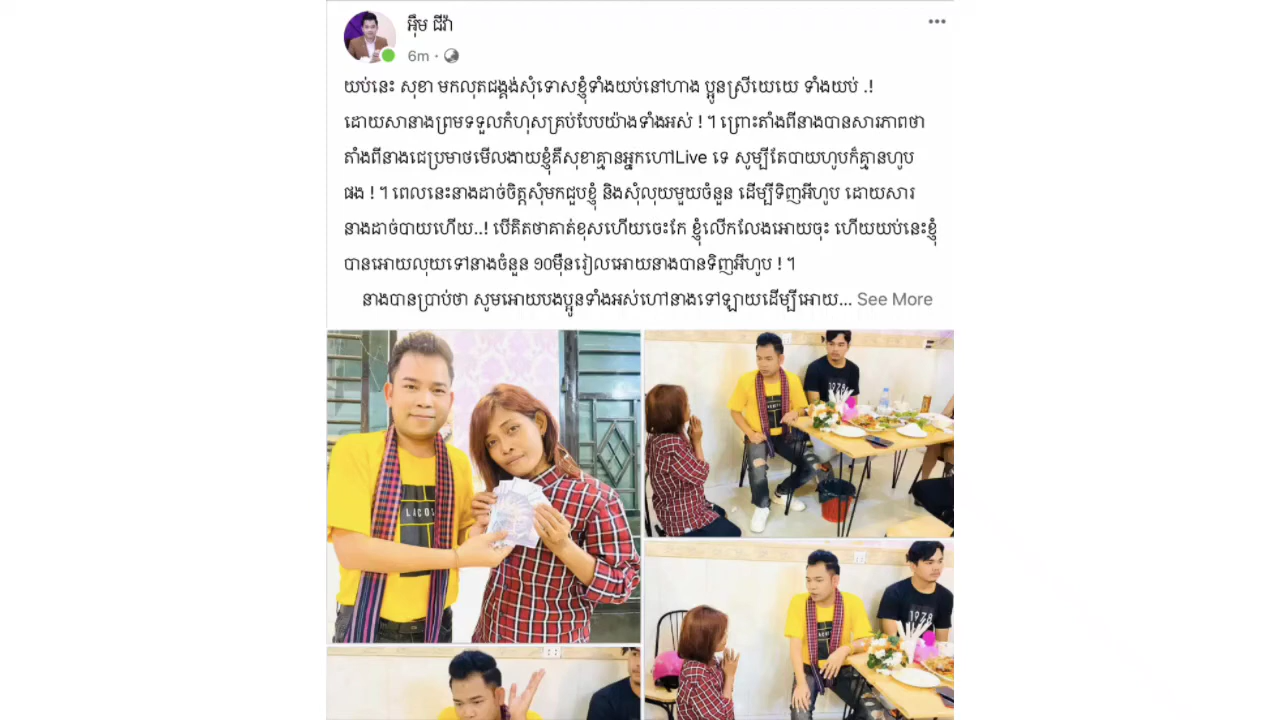 អ៊ឹម ជីវ៉ា
6m ·
យប់នេះ សុខា មកលុតជង្គង់សុំទោសខ្ញុំទាំងយប់នៅហាង ប្អូនស្រីយេយេ ទាំងយប់ .!
ដោយសានាងព្រមទទួលកំហុសគ្រប់បែបយ៉ាងទាំងអស់ ! ។ ព្រោះតាំងពីនាងបានសារភាពថា
តាំងពីនាងជេប្រមាថមើលងាយខ្ញុំគឺសុខាគ្មានអ្នកហៅLive ទេ សូម្បីតែបាយហូបក៏គ្មានហូប
ផង ! ។ ពេលនេះនាងដាច់ចិត្តសុំមកជួបខ្ញុំ និងសុំលុយមួយចំនួន ដើម្បីទិញអីហូប ដោយសារ
នាងដាច់បាយហើយ..! បើគិតថាគាត់ខុសហើយចេះកែ ខ្ញុំលើកលែងអោយចុះ ហើយយប់នេះខ្ញុំ
បានអោយលុយទៅនាងចំនួន ១០ម៉ឺនរៀលអោយនាងបានទិញអីហូប ! ។
នាងបានប្រាប់ថា សូមអោយបងប្អូនទាំងអស់ហៅនាងទៅឡាយដើម្បីអោយ... See More